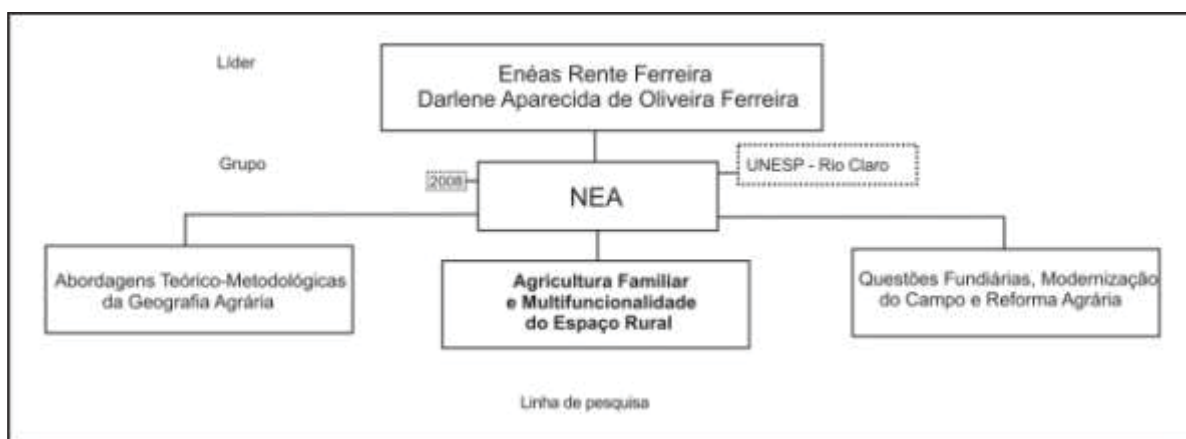 Líder
Enéas Rente Ferreira
Darlene Aparecida de Oliveira Ferreira
Grupo
2008
NEA
UNESP - Rio Claro
Abordagens Teórico-Metodológicas
da Geografia Agrária
Agricultura Familiar
e Multifuncionalidade
do Espaço Rural
Questões Fundiárias, Modernização
do Campo e Reforma Agrária
Linha de pesquisa